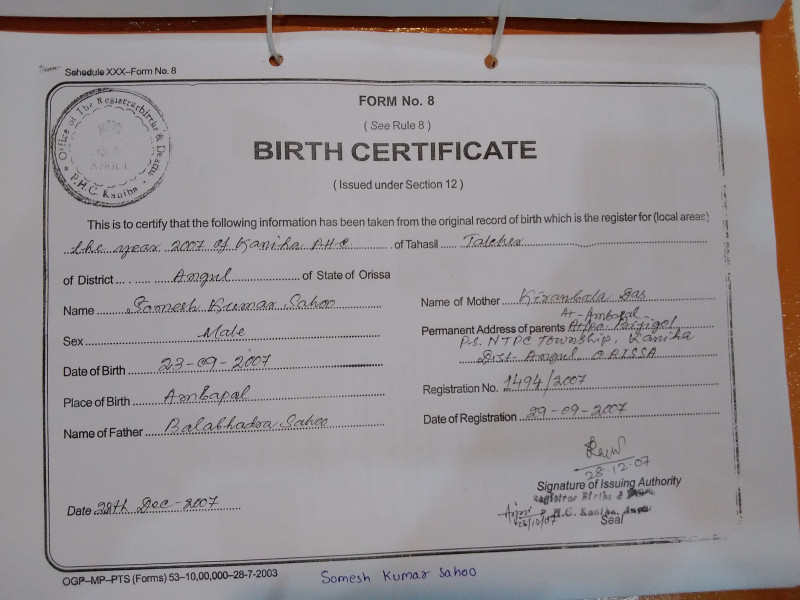 Schedule XXX–Form No. 8
FORM No. 8
( See Rule 8 )
BIRTH CERTIFICATE
( Issued under Section 12 )
Office of The Registrar births & Deaths
ANGUL
P.H.C. Kaniha
This is to certify that the following information has been taken from the original record of birth which is the register for (local areas)
the year 2007 of Kaniha P.H.C. of Tahasil Talcher
of District Angul of State of Orissa
Name Somesh Kumar Sahoo
Sex Male
Date of Birth 23-09-2007
Place of Birth Ambapal
Name of Father Balabhadra Sahoo
Name of Mother Kiranbala Das
At-Ambapal
Permanent Address of parents
P.S. NTPC Township, Kaniha
Dist-Angul, ORISSA
Registration No. 1494/2007
Date of Registration 29-09-2007
28.12.07
Signature of Issuing Authority
Registrar Births &
P.H.C. Kaniha,
Seal
Date 28th Dec-2007
OGP–MP–PTS (Forms) 53–10,00,000–28-7-2003
Somesh Kumar Sahoo